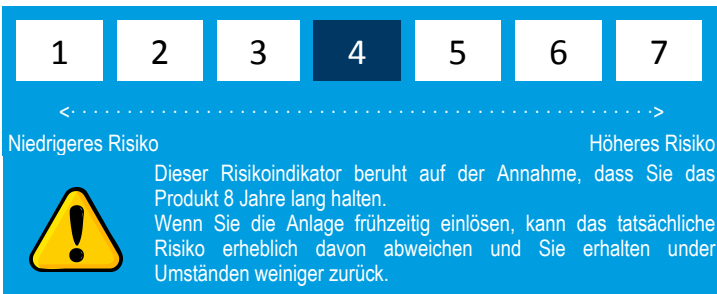 1 2 3 4 5 6 7
<· · · · · · · · · · · · · · · · · · · · · · · · · · · · · · · · · · · · · · · · · · · · · · · · · · · ·>
Niedrigeres Risiko Höheres Risiko
Dieser Risikoindikator beruht auf der Annahme, dass Sie das
Produkt 8 Jahre lang halten.
Wenn Sie die Anlage frühzeitig einlösen, kann das tatsächliche
Risiko erheblich davon abweichen und Sie erhalten under
Umständen weiniger zurück.